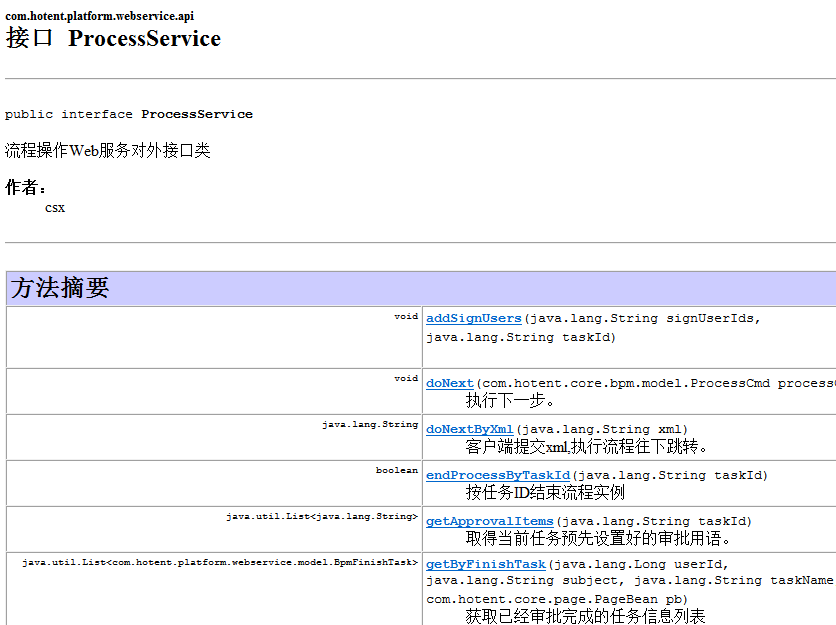 com.hotent.platform.webservice.api
接口 ProcessService
public interface ProcessService
流程操作Web服务对外接口类
作者:
csx
方法摘要
void addSignUsers(java.lang.String signUserIds,
java.lang.String taskId)
void doNext(com.hotent.core.bpm.model.ProcessCmd process
执行下一步。
java.lang.String doNextByXml(java.lang.String xml)
客户端提交xml,执行流程往下跳转。
boolean endProcessByTaskId(java.lang.String taskId)
按任务ID结束流程实例
java.util.List<java.lang.String> getApprovalItems(java.lang.String taskId)
取得当前任务预先设置好的审批用语。
java.util.List<com.hotent.platform.webservice.model.BpmFinishTask> getByFinishTask(java.lang.Long userId,
java.lang.String subject, java.lang.String taskName
com.hotent.core.page.PageBean pb)
获取已经审批完成的任务信息列表